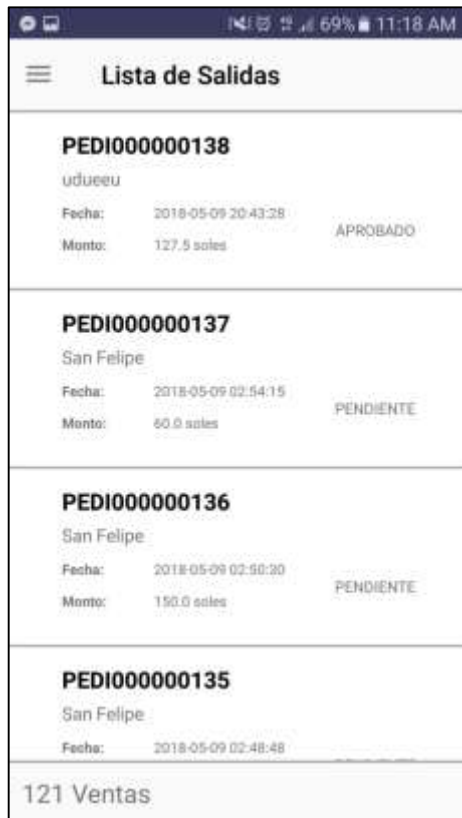 69% 11:18 AM
Lista de Salidas
PEDI000000138
udueeu
Fecha: 2018-05-09 20:43:28
Monto: 127.5 soles
APROBADO
PEDI000000137
San Felipe
Fecha: 2018-05-09 02:54:15
Monto: 60.0 soles
PENDIENTE
PEDI000000136
San Felipe
Fecha: 2018-05-09 02:50:20
Monto: 150.0 soles
PENDIENTE
PEDI000000135
San Felipe
Fecha: 2018-05-09 02:48:48
121 Ventas